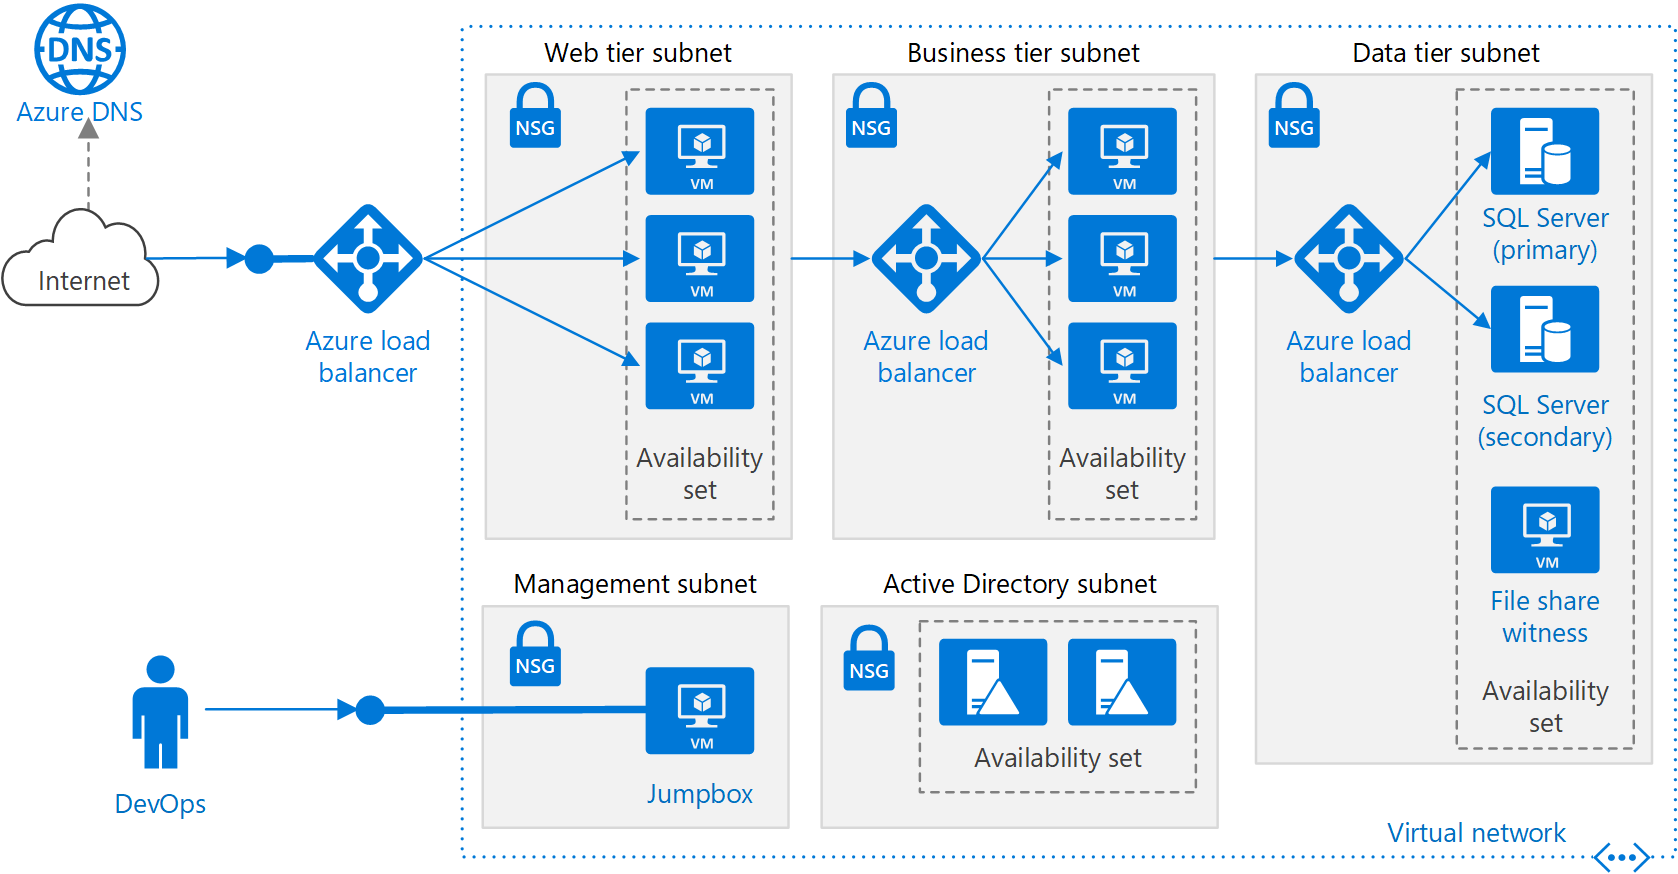 DNS
Azure DNS
Internet
Azure load
balancer
Web tier subnet
NSG
VM
VM
VM
Availability
set
Business tier subnet
NSG
Azure load
balancer
VM
VM
VM
Availability
set
Data tier subnet
NSG
Azure load
balancer
SQL Server
(primary)
SQL Server
(secondary)
VM
File share
witness
Availability
set
DevOps
Management subnet
NSG
VM
Jumpbox
Active Directory subnet
NSG
Availability set
Virtual network